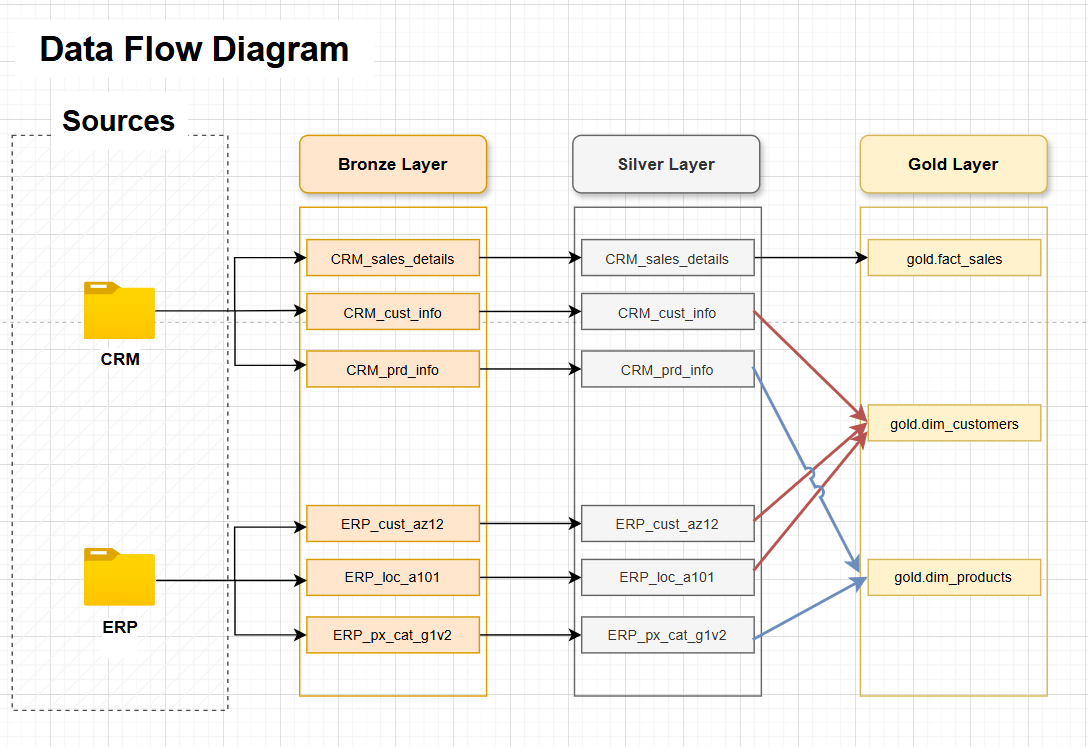 Data Flow Diagram
Sources
Bronze Layer
Silver Layer
Gold Layer
CRM_sales_details
CRM_sales_details
gold.fact_sales
CRM_cust_info
CRM_cust_info
CRM
CRM_prd_info
CRM_prd_info
gold.dim_customers
ERP_cust_az12
ERP_cust_az12
ERP_loc_a101
ERP_loc_a101
gold.dim_products
ERP
ERP_px_cat_g1v2
ERP_px_cat_g1v2